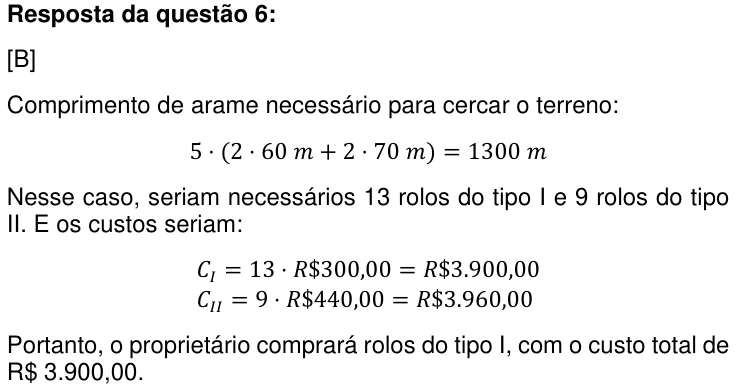 Resposta da questão 6:
[B]
Comprimento de arame necessário para cercar o terreno:
5 · (2 · 60 m + 2 · 70 m) = 1300 m
Nesse caso, seriam necessários 13 rolos do tipo I e 9 rolos do tipo
II. E os custos seriam:
C_I = 13 · R$300,00 = R$3.900,00
C_II = 9 · R$440,00 = R$3.960,00
Portanto, o proprietário comprará rolos do tipo I, com o custo total de
R$ 3.900,00.